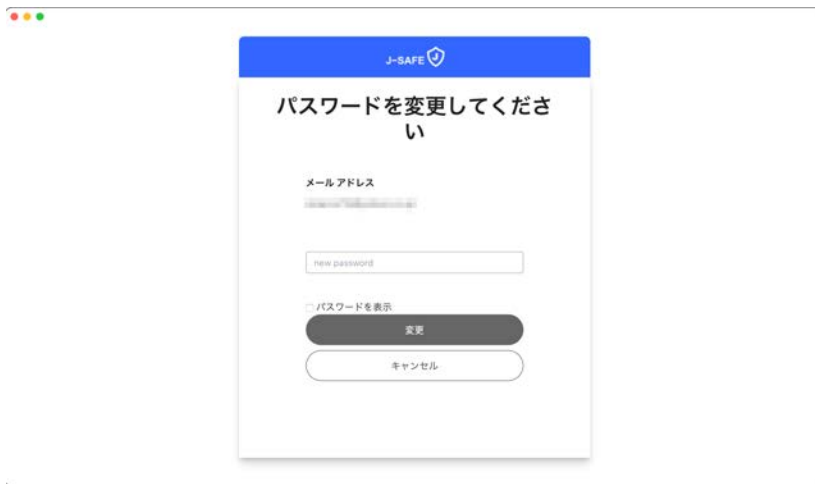 J-SAFE J
パスワードを変更してくださ
い
メール アドレス
new password
パスワードを表示
変更
キャンセル